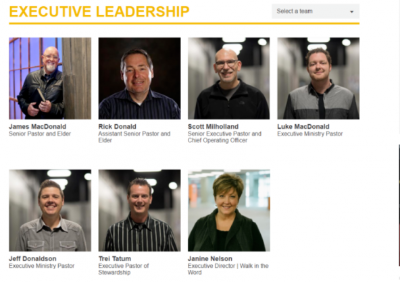 EXECUTIVE LEADERSHIP
Select a team
James MacDonald
Senior Pastor and Elder
Rick Donald
Assistant Senior Pastor and
Elder
Scott Milholland
Senior Executive Pastor and
Chief Operating Officer
Luke MacDonald
Executive Ministry Pastor
Jeff Donaldson
Executive Ministry Pastor
Trei Tatum
Executive Pastor of
Stewardship
Janine Nelson
Executive Director | Walk in the
Word